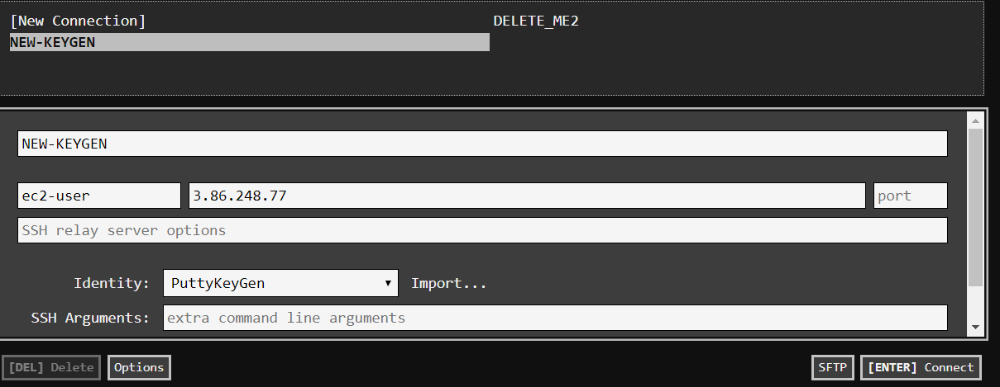 [New Connection] DELETE_ME2
NEW-KEYGEN
NEW-KEYGEN
ec2-user 3.86.248.77 port
SSH relay server options
Identity: PuttyKeyGen Import...
SSH Arguments: extra command line arguments
[DEL] Delete Options SFTP [ENTER] Connect